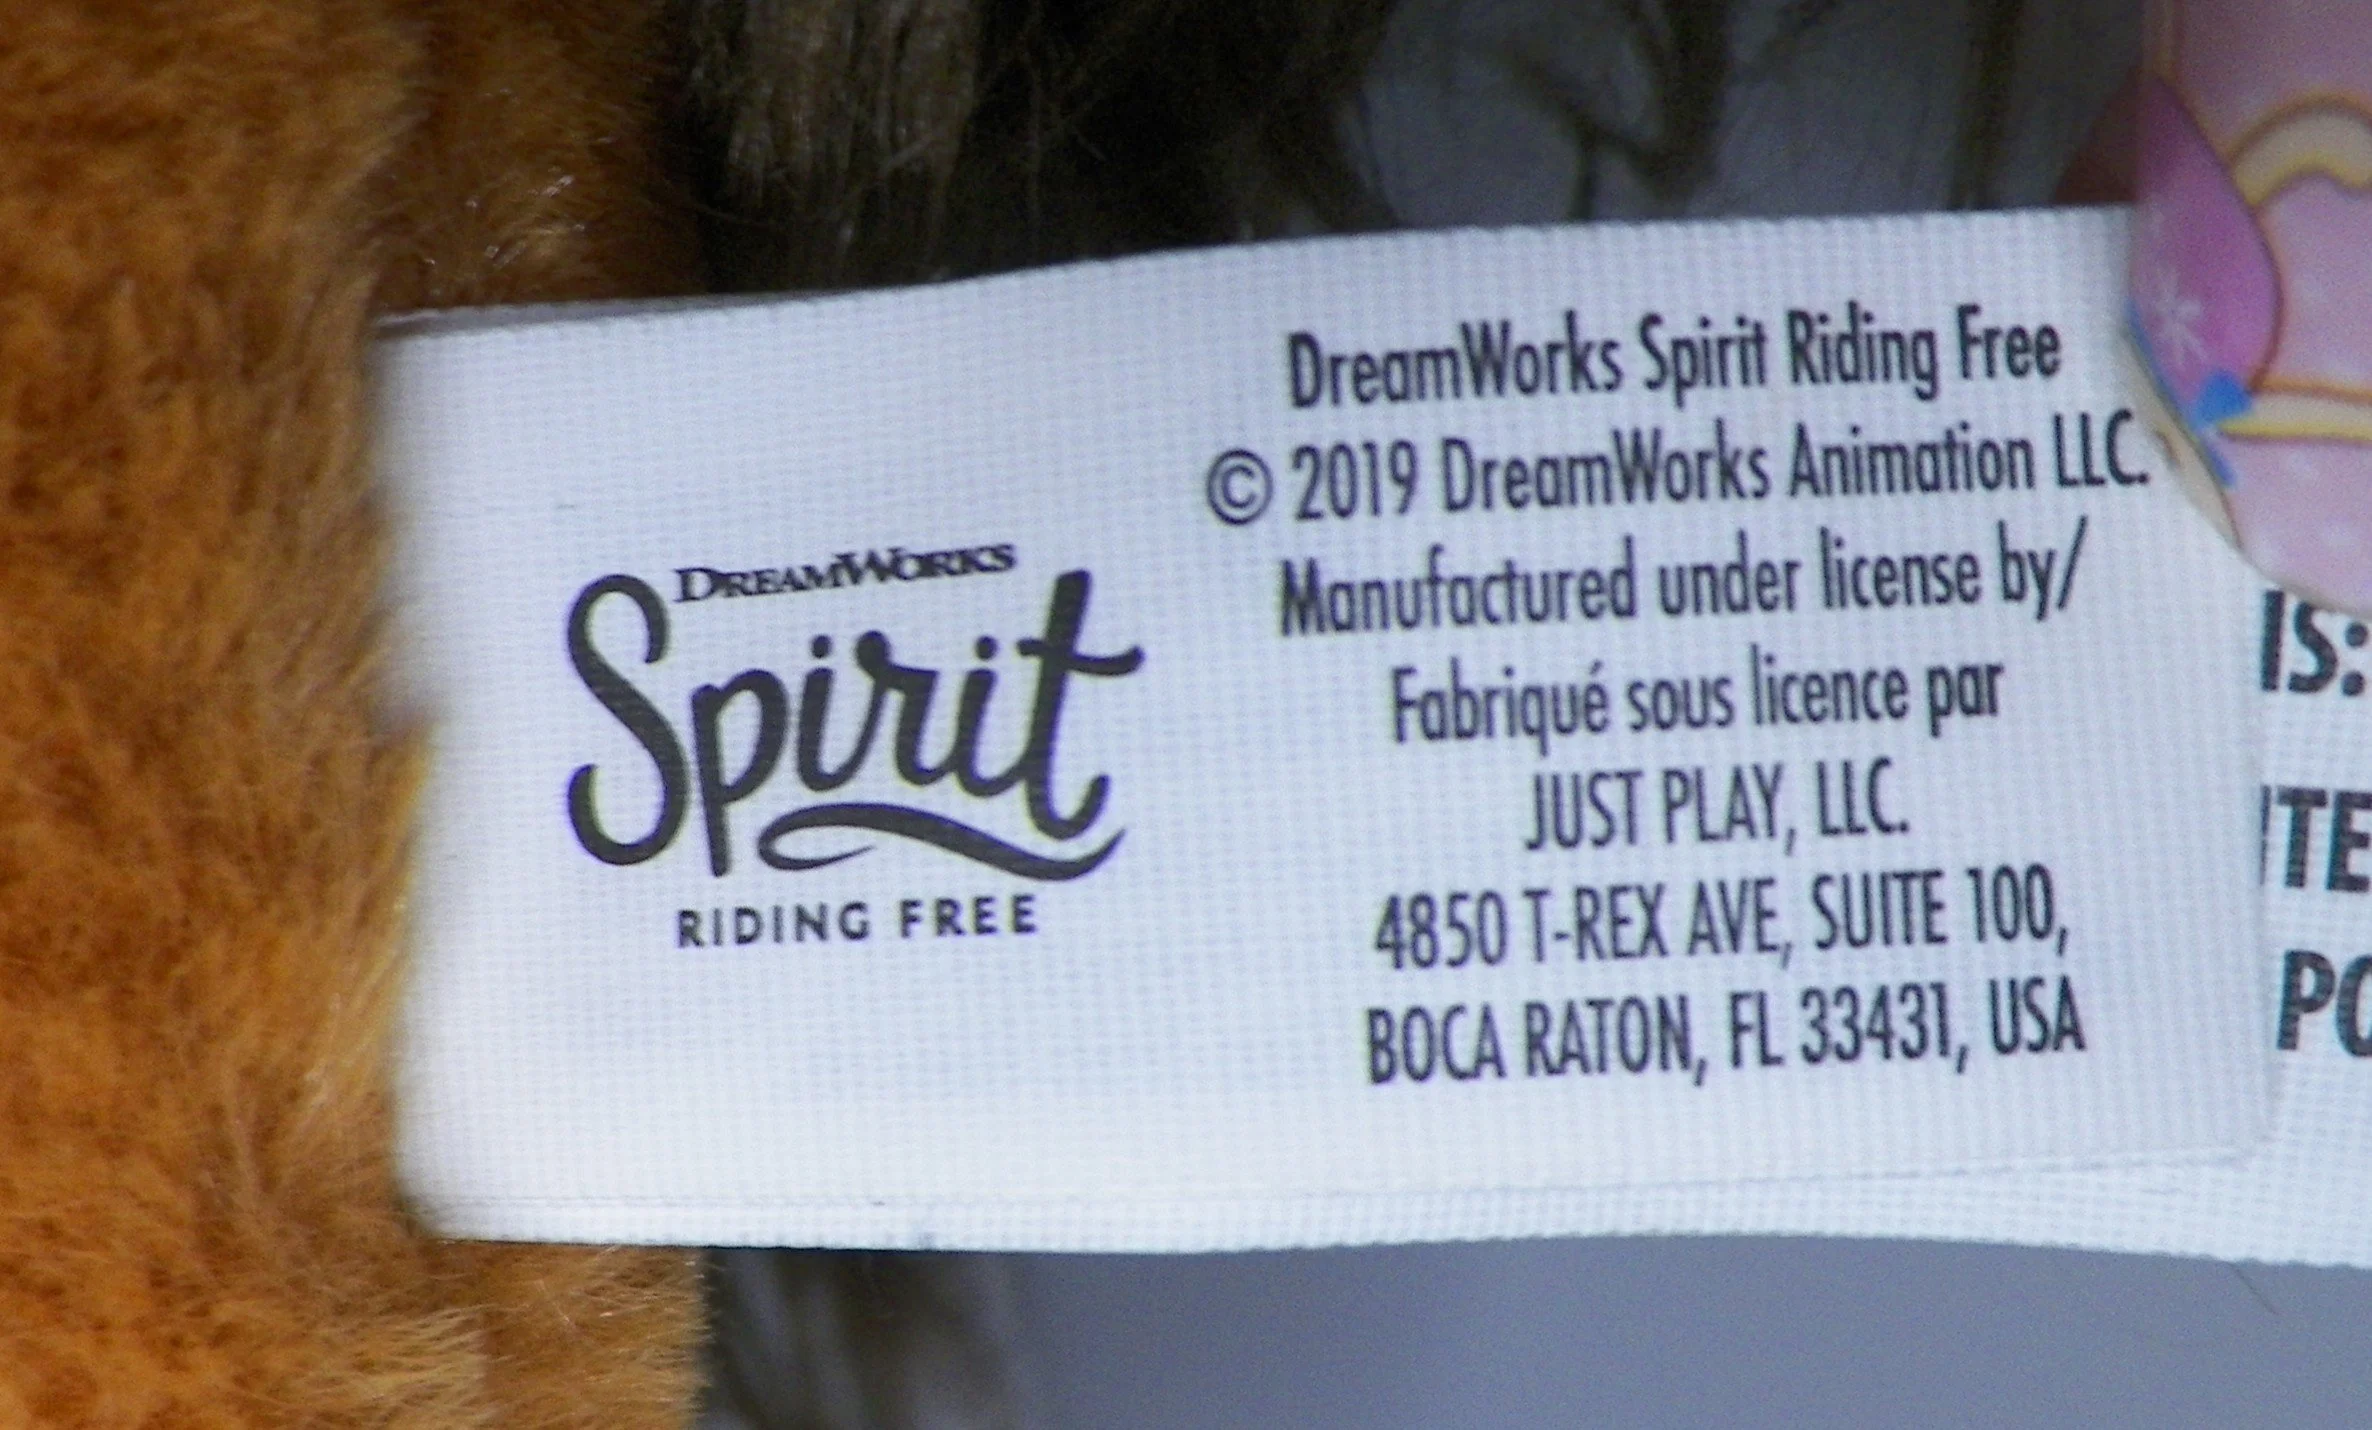 DREAMWORKS
Spirit
RIDING FREE
DreamWorks Spirit Riding Free
© 2019 DreamWorks Animation LLC.
Manufactured under license by/
Fabriqué sous licence par
JUST PLAY, LLC.
4850 T-REX AVE, SUITE 100,
BOCA RATON, FL 33431, USA